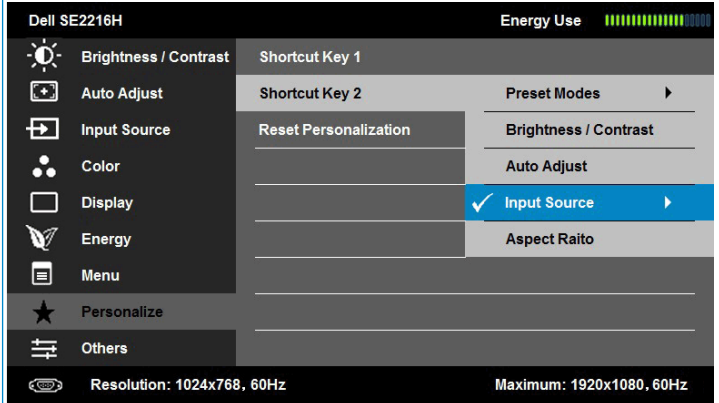 Dell SE2216H Energy Use
Brightness / Contrast Shortcut Key 1
Auto Adjust Shortcut Key 2 Preset Modes
Input Source Reset Personalization Brightness / Contrast
Color Auto Adjust
Display Input Source
Energy Aspect Raito
Menu
Personalize
Others
Resolution: 1024x768, 60Hz Maximum: 1920x1080, 60Hz